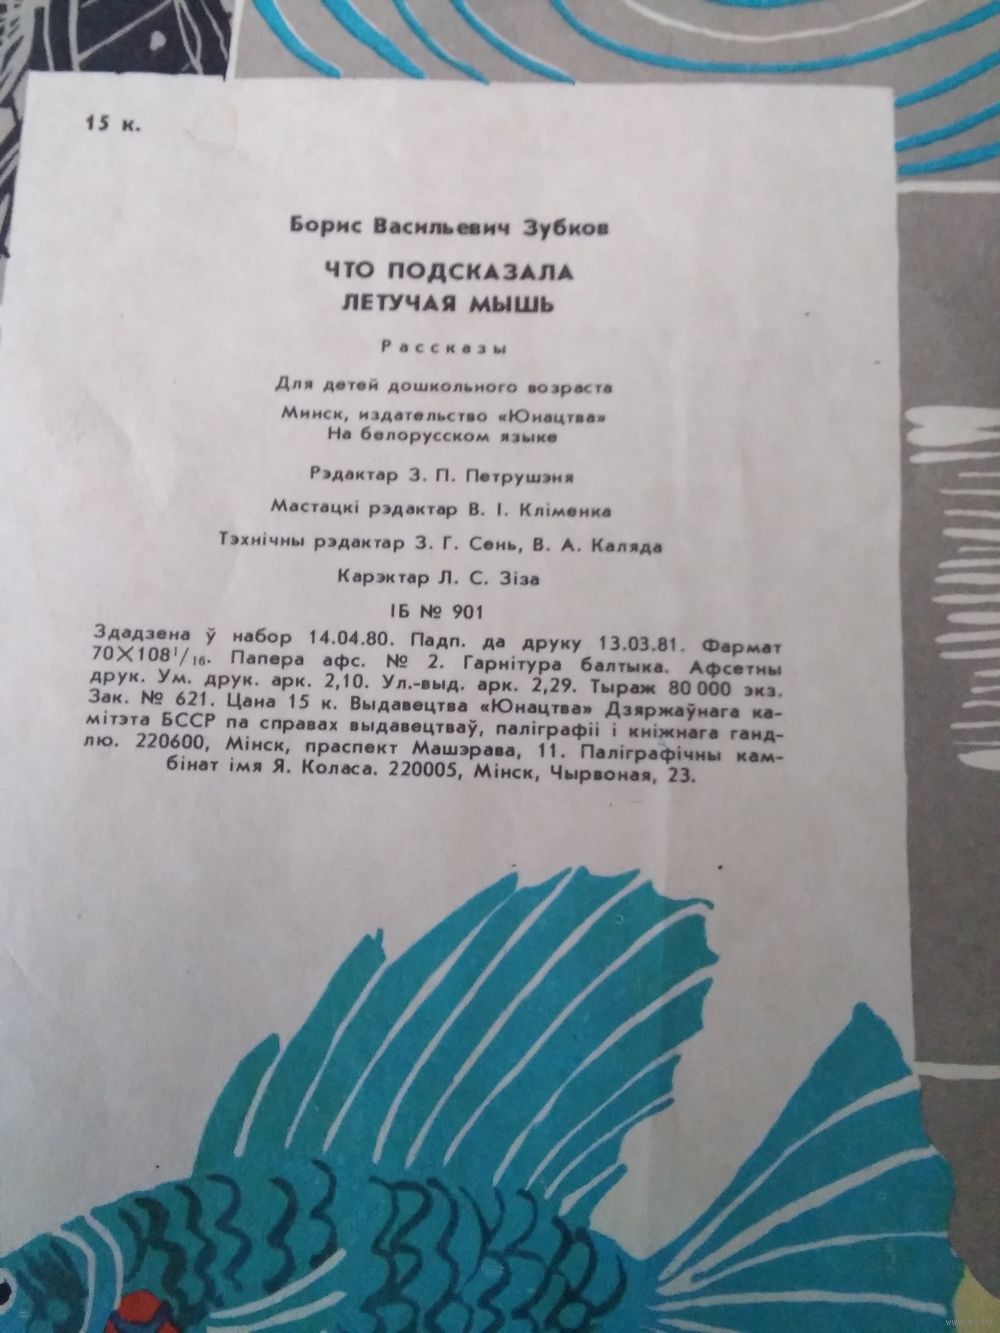 15 к.
Борис Васильевич Зубков
ЧТО ПОДСКАЗАЛА
ЛЕТУЧАЯ МЫШЬ
Рассказы
Для детей дошкольного возраста
Минск, издательство «Юнацтва»
На белорусском языке
Рэдактар З. П. Петрушэня
Мастацкі рэдактар В. І. Кліменка
Тэхнічны рэдактар З. Г. Сень, В. А. Каляда
Карэктар Л. С. Зіза
ІБ № 901
Здадзена ў набор 14.04.80. Падп. да друку 13.03.81. Фармат
70×108¹/₁₆. Папера афс. № 2. Гарнітура балтыка. Афсетны
друк. Ум. друк. арк. 2,10. Ул.-выд. арк. 2,29. Тыраж 80 000 экз.
Зак. № 621. Цана 15 к. Выдавецтва «Юнацтва» Дзяржаўнага ка-
мітэта БССР па справах выдавецтваў, паліграфіі і кніжнага ганд-
лю. 220600, Мінск, праспект Машэрава, 11. Паліграфічны кам-
бінат імя Я. Коласа. 220005, Мінск, Чырвоная, 23.